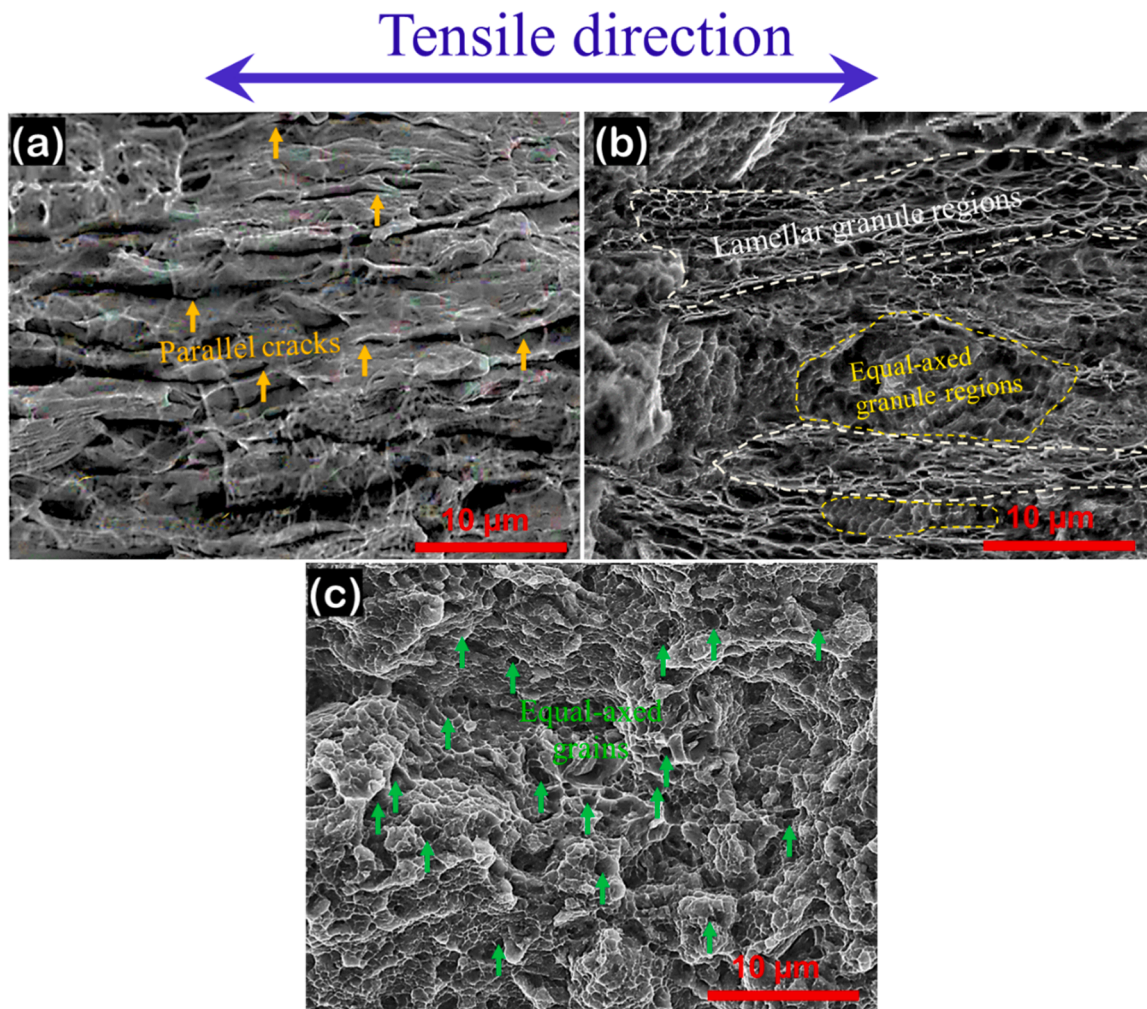 Tensile direction
(a)
Parallel cracks
10 μm
(b)
Lamellar granule regions
Equal-axed
granule regions
10 μm
(c)
Equal-axed
grains
10 μm